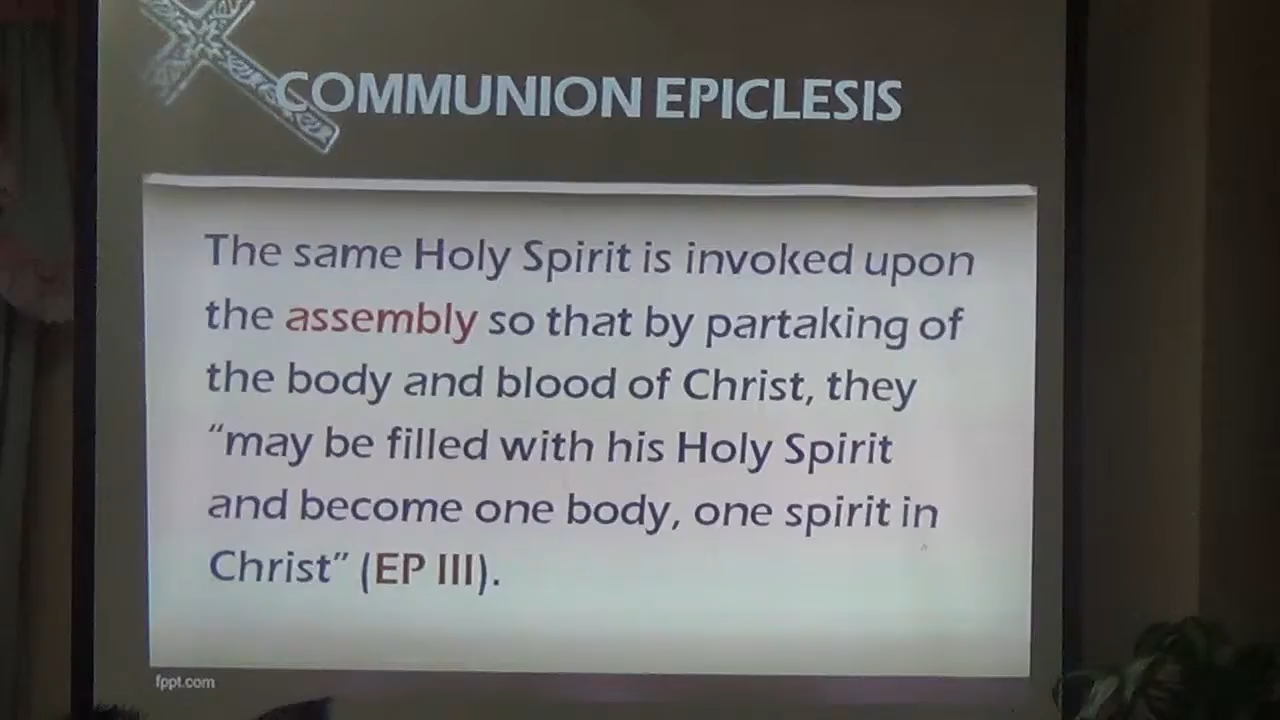 COMMUNION EPICLESIS
The same Holy Spirit is invoked upon
the assembly so that by partaking of
the body and blood of Christ, they
“may be filled with his Holy Spirit
and become one body, one spirit in
Christ” (EP III).
fppt.com